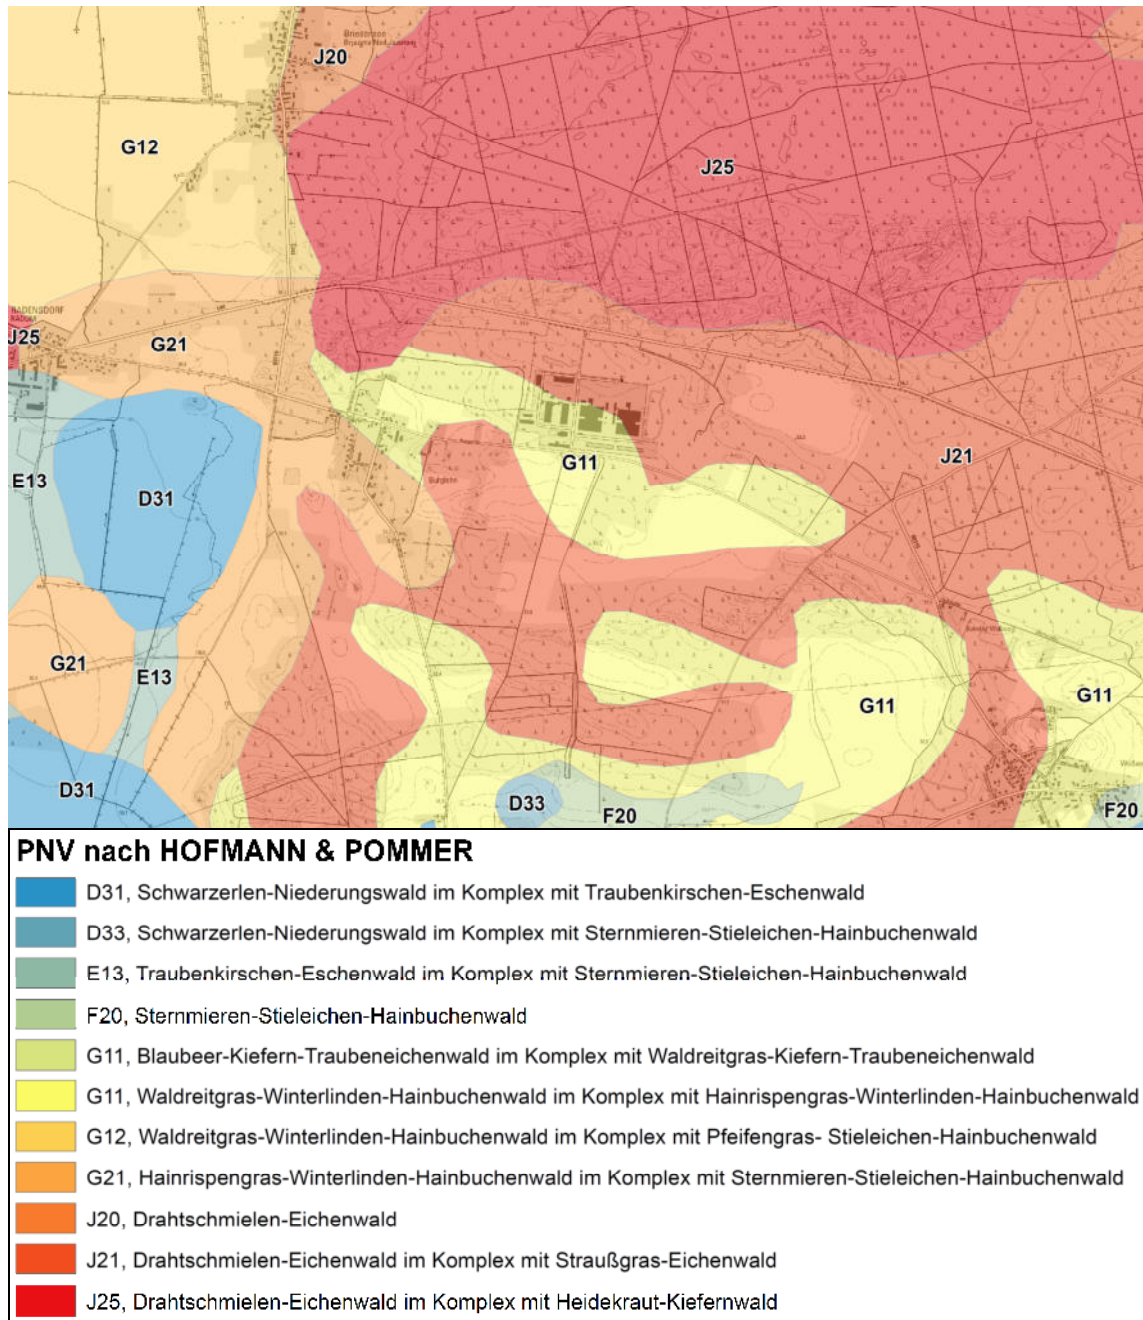 Briesensee
J20
G12
J25
RADENSDORF
RADOM
J25
G21
J21
G11
E13
D31
Burglehn
G21
E13
G11
G11
D31
D33
F20
F20
PNV nach HOFMANN & POMMER
D31, Schwarzerlen-Niederungswald im Komplex mit Traubenkirschen-Eschenwald
D33, Schwarzerlen-Niederungswald im Komplex mit Sternmieren-Stieleichen-Hainbuchenwald
E13, Traubenkirschen-Eschenwald im Komplex mit Sternmieren-Stieleichen-Hainbuchenwald
F20, Sternmieren-Stieleichen-Hainbuchenwald
G11, Blaubeer-Kiefern-Traubeneichenwald im Komplex mit Waldreitgras-Kiefern-Traubeneichenwald
G11, Waldreitgras-Winterlinden-Hainbuchenwald im Komplex mit Hainrispengras-Winterlinden-Hainbuchenwald
G12, Waldreitgras-Winterlinden-Hainbuchenwald im Komplex mit Pfeifengras- Stieleichen-Hainbuchenwald
G21, Hainrispengras-Winterlinden-Hainbuchenwald im Komplex mit Sternmieren-Stieleichen-Hainbuchenwald
J20, Drahtschmielen-Eichenwald
J21, Drahtschmielen-Eichenwald im Komplex mit Straußgras-Eichenwald
J25, Drahtschmielen-Eichenwald im Komplex mit Heidekraut-Kiefernwald